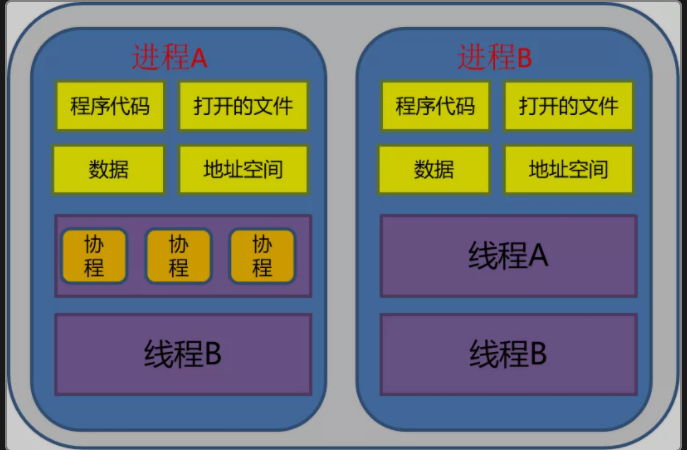 进程A
程序代码 打开的文件
数据 地址空间
协程 协程 协程
线程B
进程B
程序代码 打开的文件
数据 地址空间
线程A
线程B